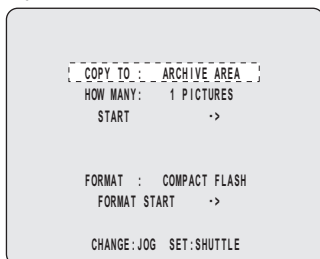 COPY TO : ARCHIVE AREA
HOW MANY: 1 PICTURES
START ->
FORMAT : COMPACT FLASH
FORMAT START ->
CHANGE:JOG SET:SHUTTLE